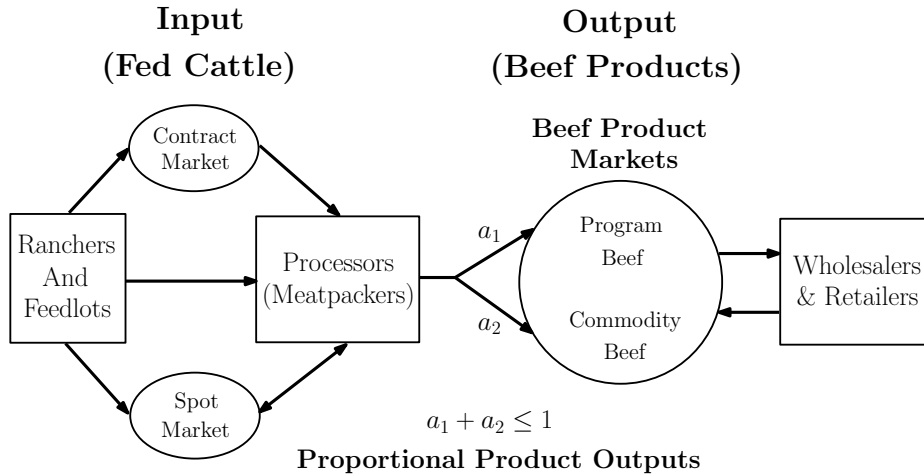 Input
(Fed Cattle)
Output
(Beef Products)
Contract
Market
Beef Product
Markets
Ranchers
And
Feedlots
Processors
(Meatpackers)
a₁
a₂
Program
Beef
Commodity
Beef
Wholesalers
& Retailers
Spot
Market
a₁ + a₂ ≤ 1
Proportional Product Outputs